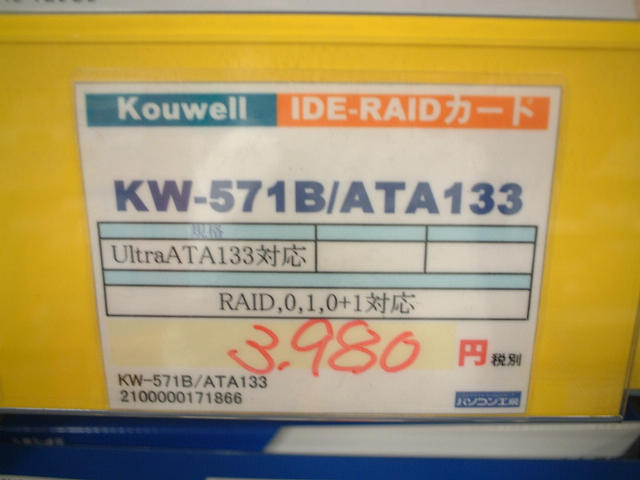 Kouwell IDE-RAIDカード
KW-571B/ATA133
規格
UltraATA133対応
RAID,0,1,0+1対応
3.980 円 税別
KW-571B/ATA133
2100000171866
パソコン工房